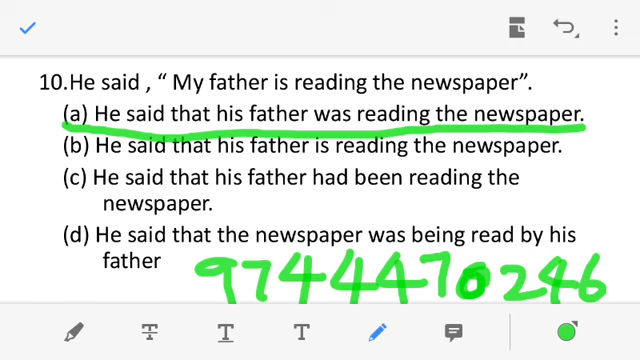 10.He said , “ My father is reading the newspaper”.
(a) He said that his father was reading the newspaper.
(b) He said that his father is reading the newspaper.
(c) He said that his father had been reading the
newspaper.
(d) He said that the newspaper was being read by his
father
97444470246
T T T